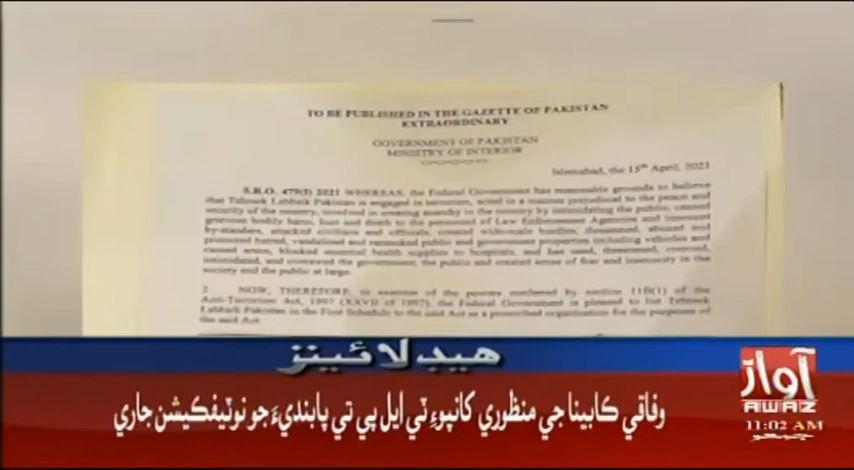 TO BE PUBLISHED IN THE GAZETTE OF PAKISTAN
EXTRAORDINARY
GOVERNMENT OF PAKISTAN
MINISTRY OF INTERIOR
Islamabad, the 15th April, 2021
S.R.O. 479(I) 2021 WHEREAS, the Federal Government has reasonable grounds to believe
that Tehreek Labbaik Pakistan is engaged in terrorism, acted in a manner prejudicial to the peace and
security of the country, involved in creating anarchy in the country by intimidating the public, caused
grievous bodily harm, hurt and death to the personnel of Law Enforcement Agencies and innocent
by-standers, attacked civilians and officials, created wide-scale hurdles, threatened, abused and
promoted hatred, vandalised and ransacked public and government properties including vehicles and
caused arson, blocked essential health supplies to hospitals, and has used, threatened, coerced,
intimidated, and overawed the government, the public and created sense of fear and insecurity in the
society and the public at large.
2. NOW, THEREFORE, in exercise of the powers conferred by section 11B(1) of the
Anti-Terrorism Act, 1997 (XXVII of 1997), the Federal Government is pleased to list Tehreek
Labbaik Pakistan in the First Schedule to the said Act as a proscribed organization for the purposes of
the said Act.
هيڊ لائينز
وفاقي ڪابينا جي منظوري کانپوءِ ٽي ايل پي تي پابنديءَ جو نوٽيفڪيشن جاري
آواز
AWAZ
11:02 AM